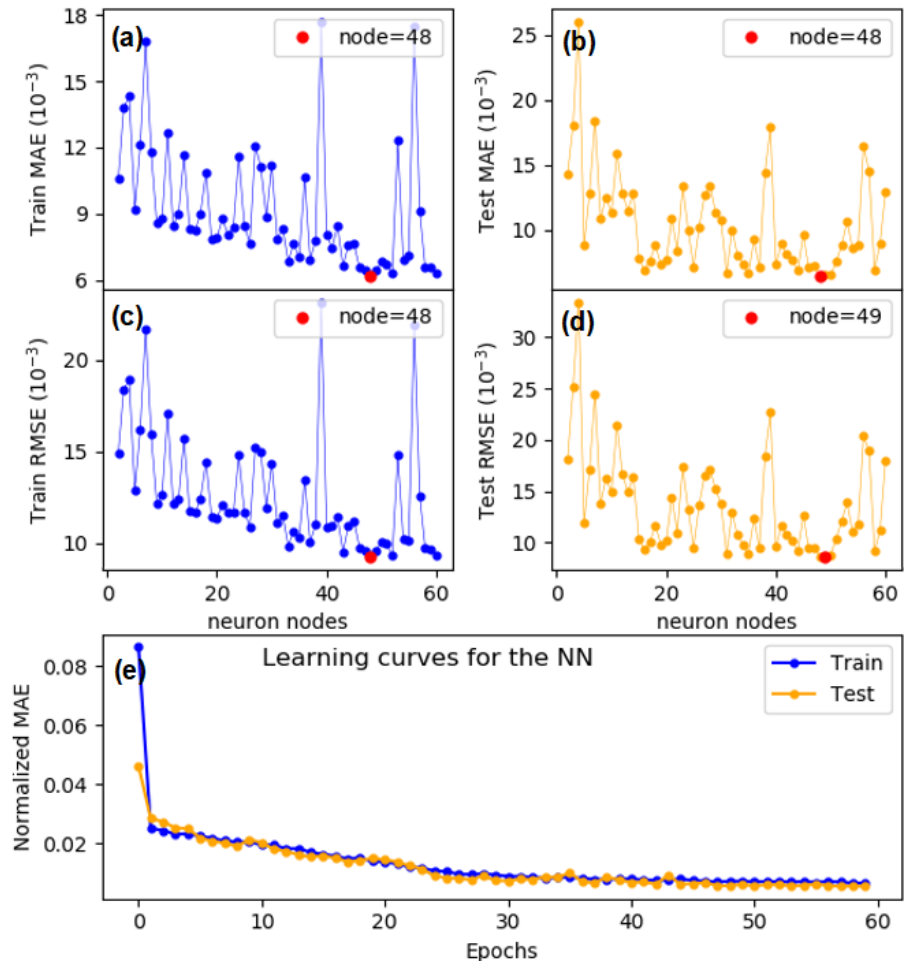 (a)
node=48
Train MAE (10⁻³)
18
15
12
9
6
(b)
node=48
Test MAE (10⁻³)
25
20
15
10
(c)
node=48
Train RMSE (10⁻³)
20
15
10
0
20
40
60
neuron nodes
(d)
node=49
Test RMSE (10⁻³)
30
25
20
15
10
0
20
40
60
neuron nodes
(e)
Learning curves for the NN
Train
Test
Normalized MAE
0.08
0.06
0.04
0.02
0
10
20
30
40
50
60
Epochs